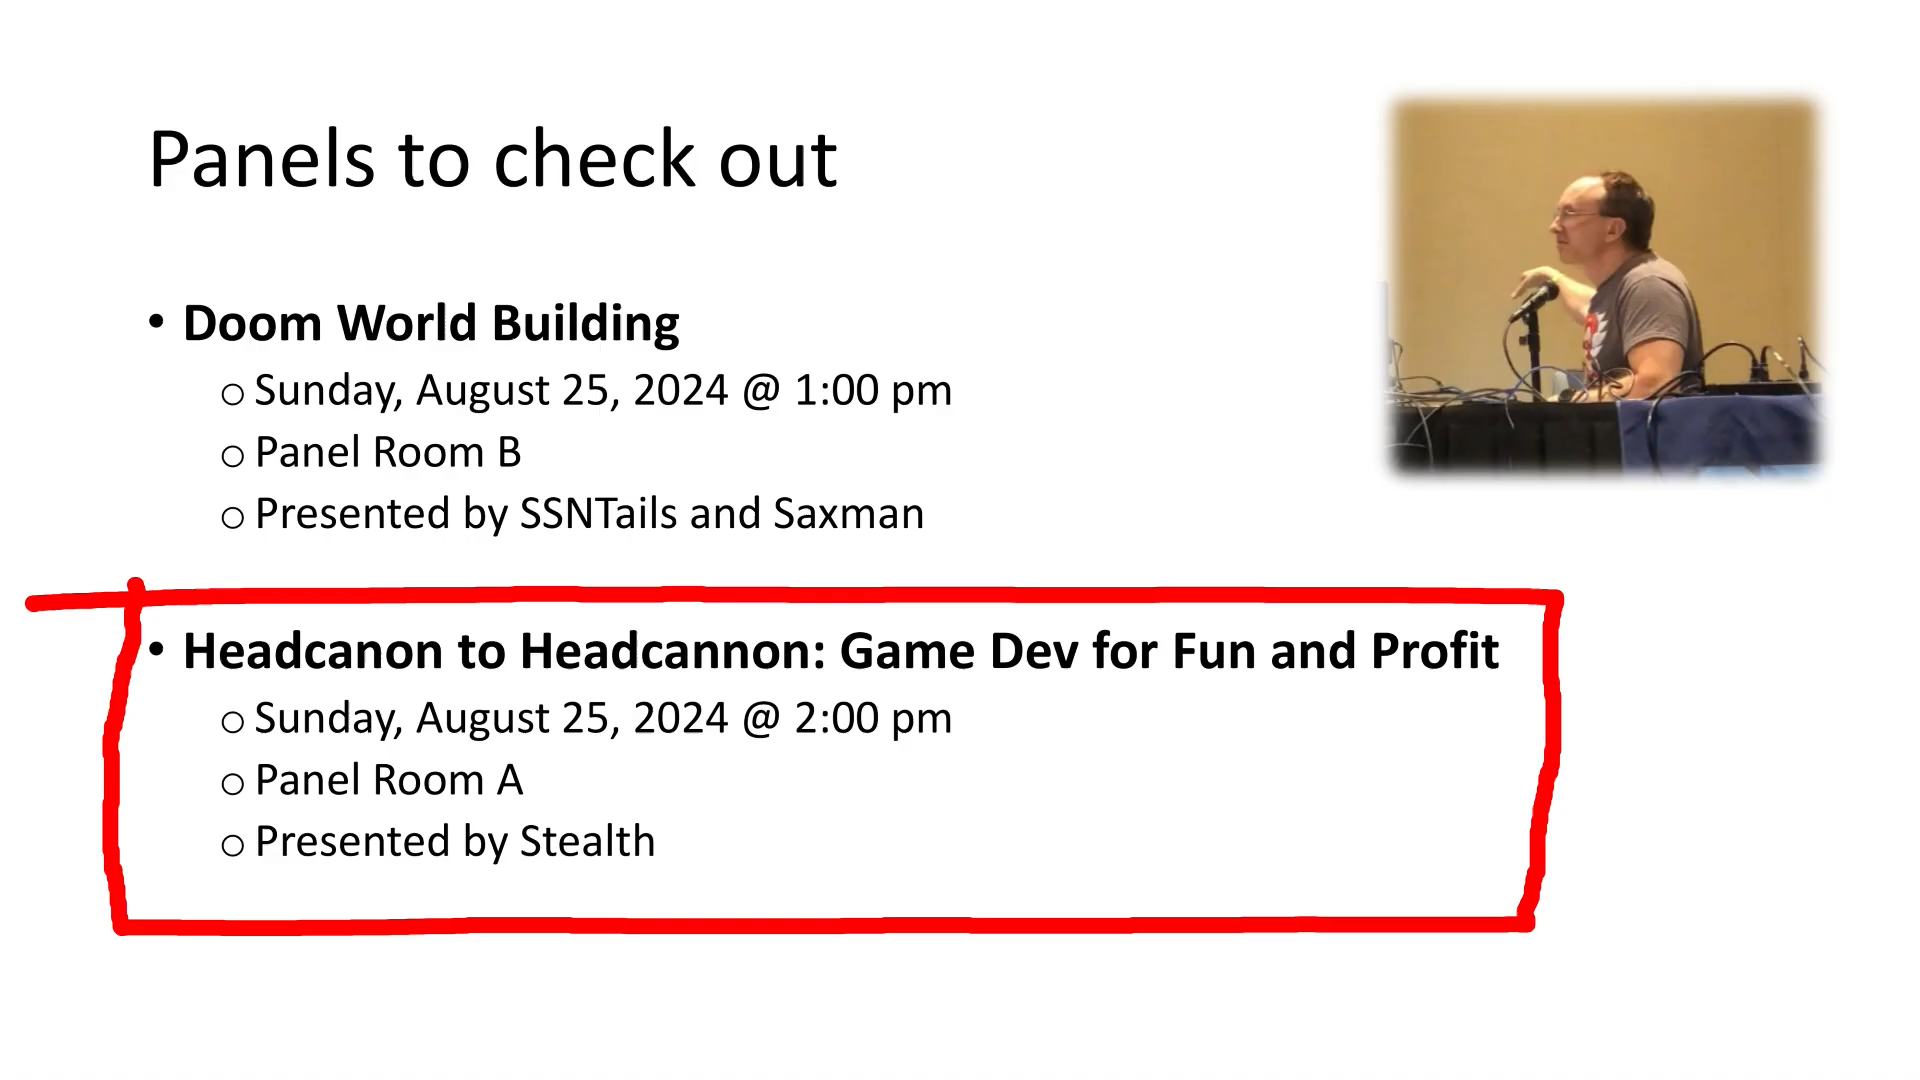 Panels to check out
• Doom World Building
○ Sunday, August 25, 2024 @ 1:00 pm
○ Panel Room B
○ Presented by SSNTails and Saxman
• Headcanon to Headcannon: Game Dev for Fun and Profit
○ Sunday, August 25, 2024 @ 2:00 pm
○ Panel Room A
○ Presented by Stealth